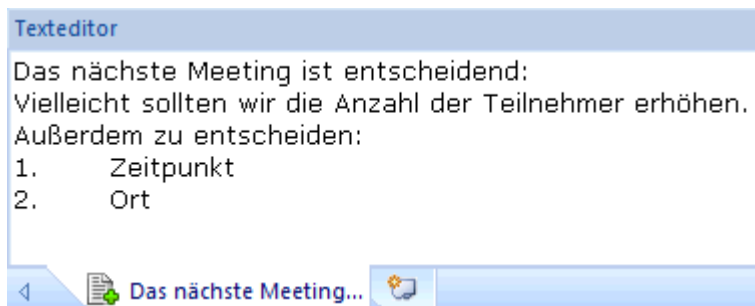 Texteditor
Das nächste Meeting ist entscheidend:
Vielleicht sollten wir die Anzahl der Teilnehmer erhöhen.
Außerdem zu entscheiden:
1. Zeitpunkt
2. Ort
Das nächste Meeting...